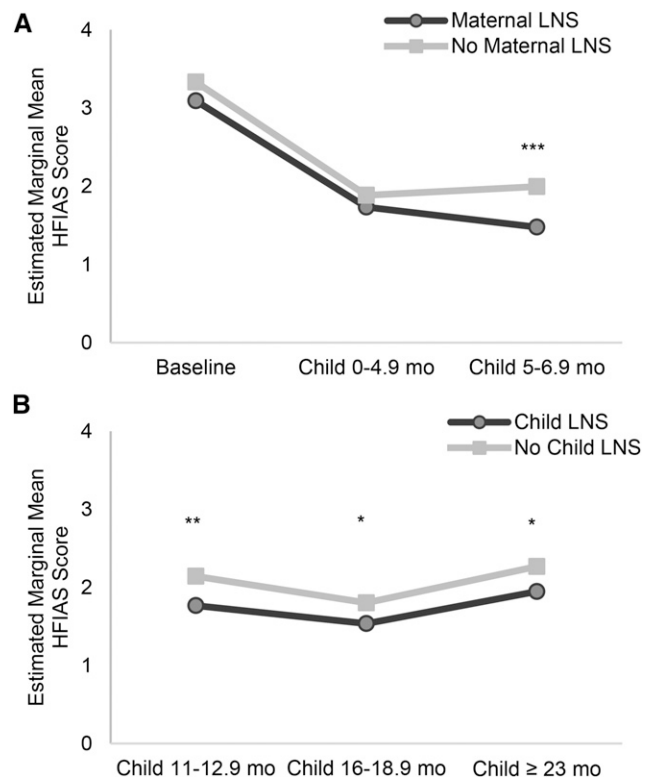 A
Maternal LNS
No Maternal LNS
Estimated Marginal Mean
HFIAS Score
4
3
2
1
0
***
Baseline
Child 0-4.9 mo
Child 5-6.9 mo
B
Child LNS
No Child LNS
Estimated Marginal Mean
HFIAS Score
4
3
2
1
0
**
*
*
Child 11-12.9 mo
Child 16-18.9 mo
Child ≥ 23 mo